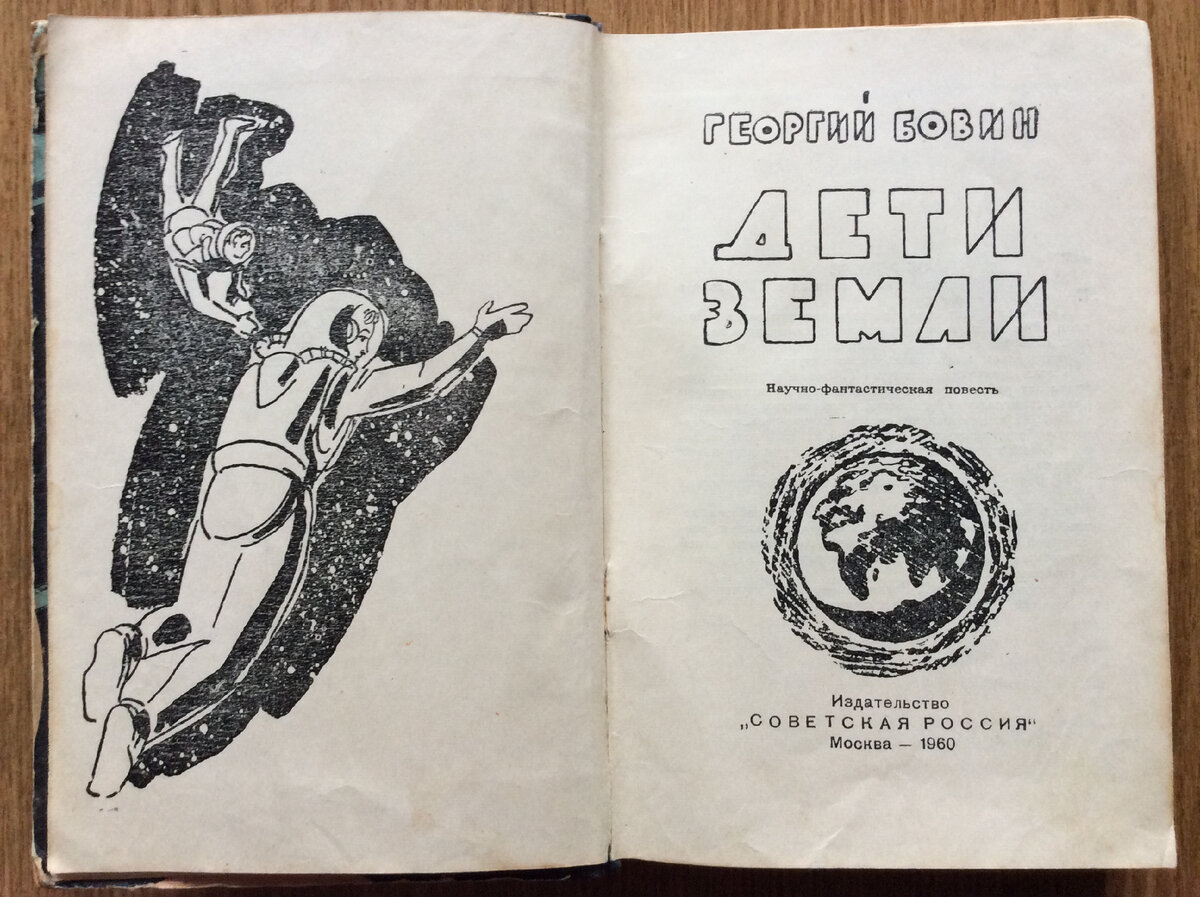 ГЕОРГИЙ БОВИН
ДЕТИ
ЗЕМЛИ
Научно-фантастическая повесть
Издательство
„СОВЕТСКАЯ РОССИЯ“
Москва — 1960